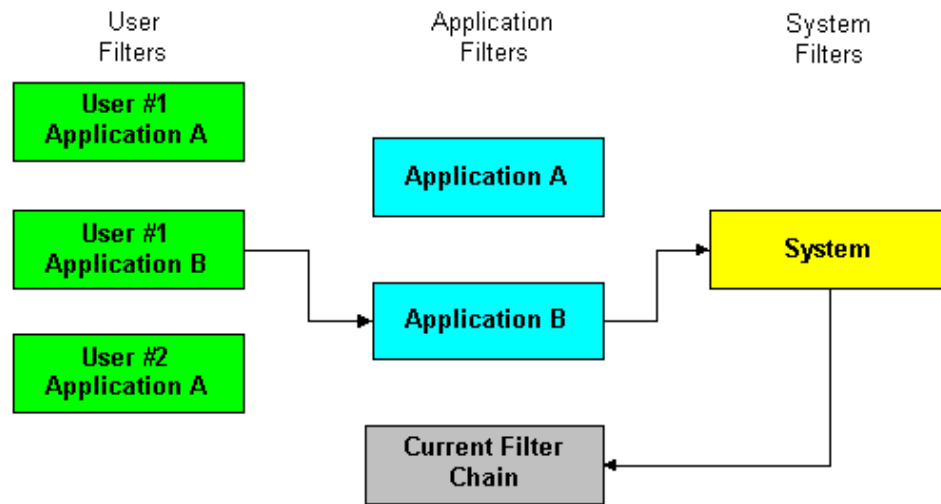 User
Filters
Application
Filters
System
Filters
User #1
Application A
Application A
User #1
Application B
System
Application B
User #2
Application A
Current Filter
Chain